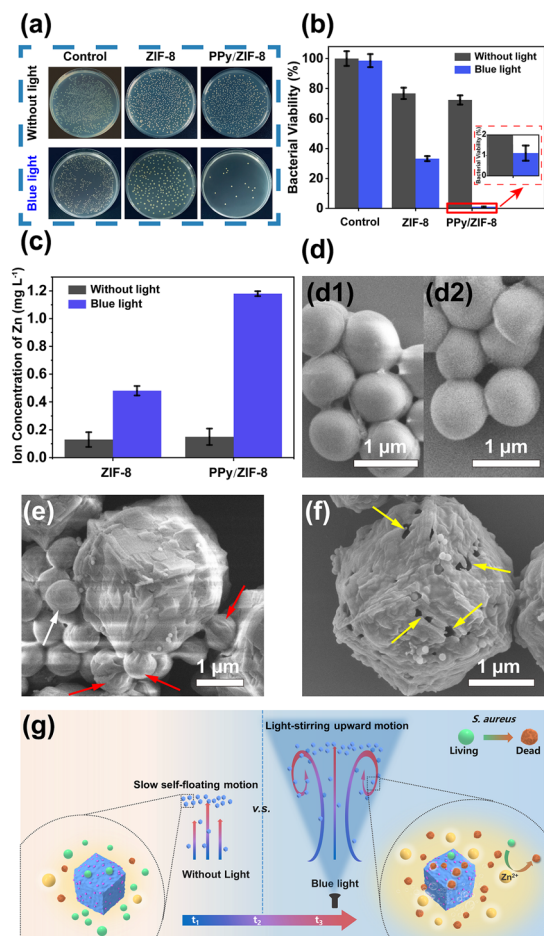 (a)
Control ZIF-8 PPy/ZIF-8
Without light
Blue light
(b)
Bacterial Viability (%)
120
100
80
60
40
20
0
Without light
Blue light
Bacterial Viability (%)
2
1
0
Control ZIF-8 PPy/ZIF-8
(c)
Ion Concentration of Zn (mg L-1)
1.2
1.0
0.8
0.6
0.4
0.2
0.0
Without light
Blue light
ZIF-8 PPy/ZIF-8
(d)
(d1) (d2)
1 μm 1 μm
(e)
1 μm
(f)
1 μm
(g)
Light-stirring upward motion
S. aureus
Living Dead
Slow self-floating motion
v.s.
Without Light
Blue light
Zn2+
t1 t2 t3